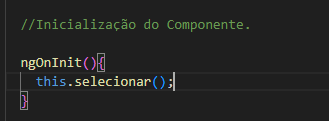 //Inicialização do Componente.
ngOnInit(){
this.selecionar();
}